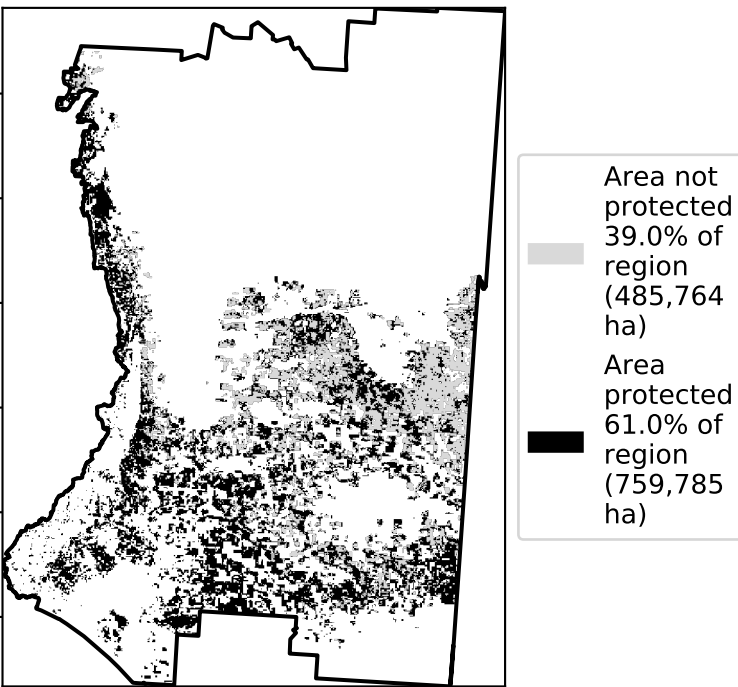 Area not
protected
39.0% of
region
(485,764
ha)
Area
protected
61.0% of
region
(759,785
ha)